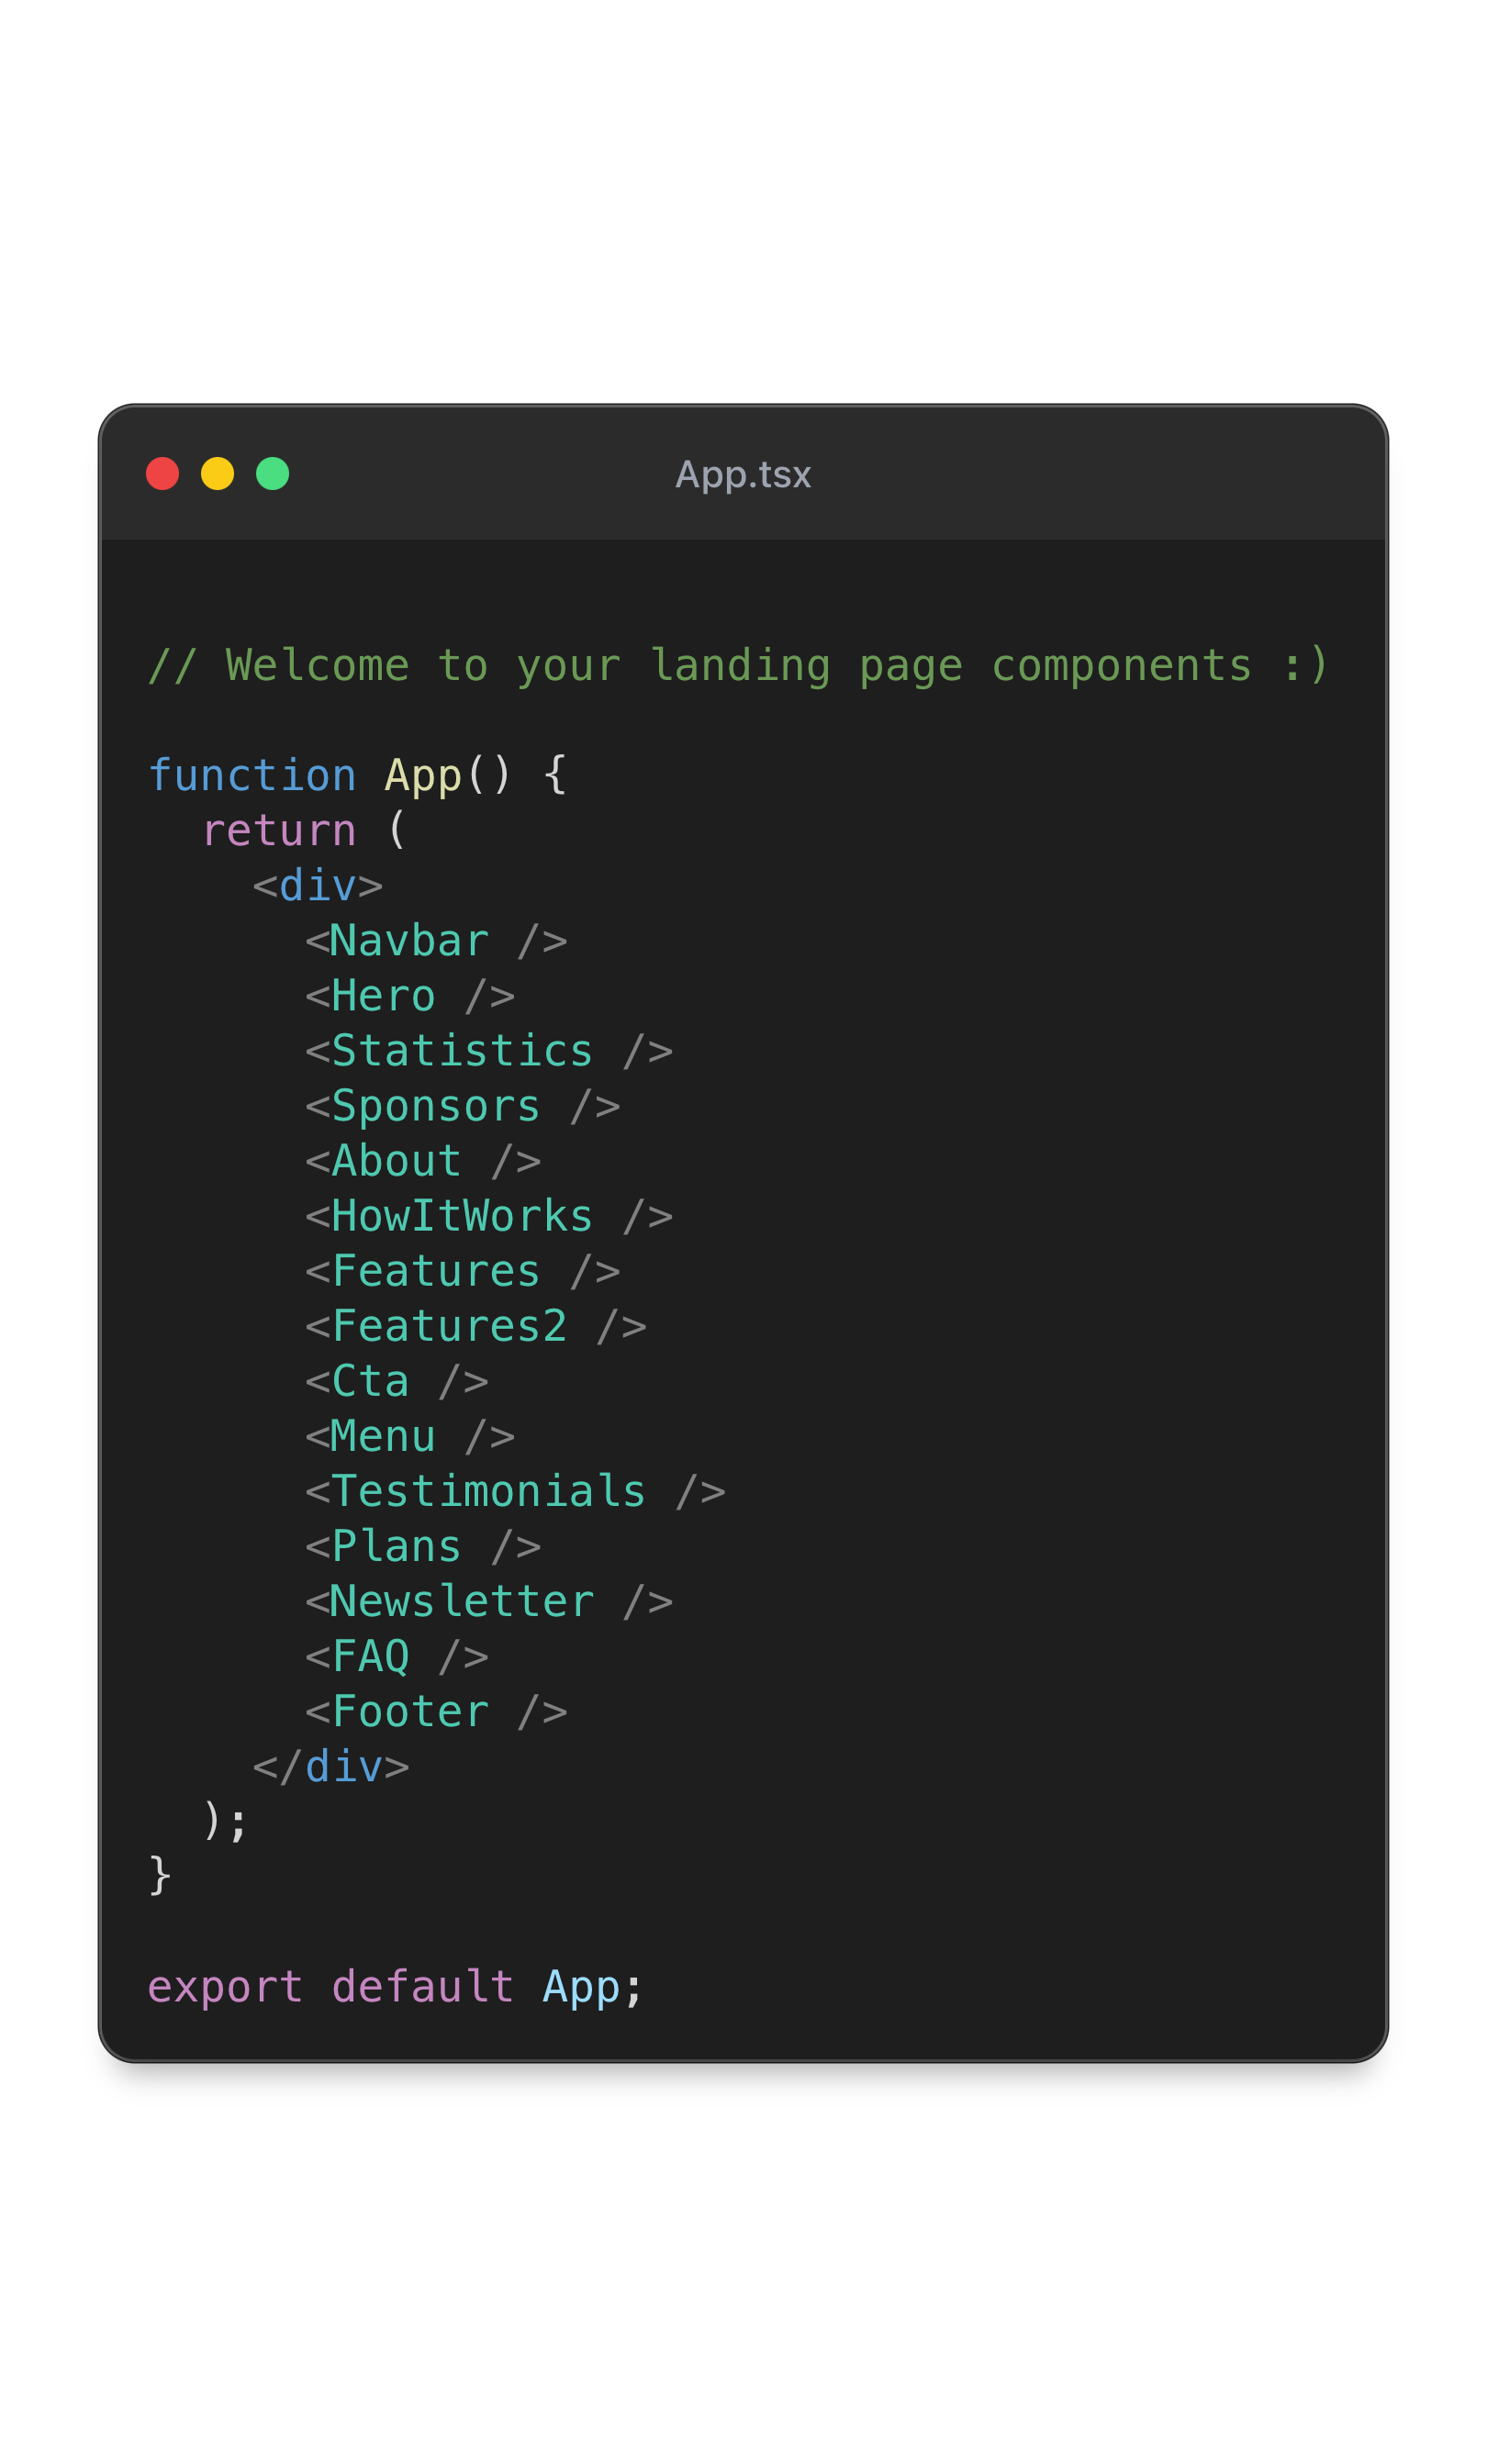 App.tsx
// Welcome to your landing page components :)
function App() {
  return (
    <div>
      <Navbar />
      <Hero />
      <Statistics />
      <Sponsors />
      <About />
      <HowItWorks />
      <Features />
      <Features2 />
      <Cta />
      <Menu />
      <Testimonials />
      <Plans />
      <Newsletter />
      <FAQ />
      <Footer />
    </div>
  );
}
export default App;